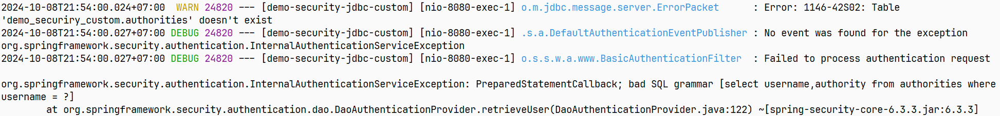 2024-10-08T21:54:00.024+07:00  WARN 24820 --- [demo-security-jdbc-custom] [nio-8080-exec-1] o.m.jdbc.message.server.ErrorPacket      : Error: 1146-42S02: Table
'demo_securiry_custom.authorities' doesn't exist
2024-10-08T21:54:00.027+07:00 DEBUG 24820 --- [demo-security-jdbc-custom] [nio-8080-exec-1] .s.a.DefaultAuthenticationEventPublisher : No event was found for the exception
org.springframework.security.authentication.InternalAuthenticationServiceException
2024-10-08T21:54:00.027+07:00 DEBUG 24820 --- [demo-security-jdbc-custom] [nio-8080-exec-1] o.s.s.w.a.www.BasicAuthenticationFilter  : Failed to process authentication request
org.springframework.security.authentication.InternalAuthenticationServiceException: PreparedStatementCallback; bad SQL grammar [select username,authority from authorities where
username = ?]
        at org.springframework.security.authentication.dao.DaoAuthenticationProvider.retrieveUser(DaoAuthenticationProvider.java:122) ~[spring-security-core-6.3.3.jar:6.3.3]